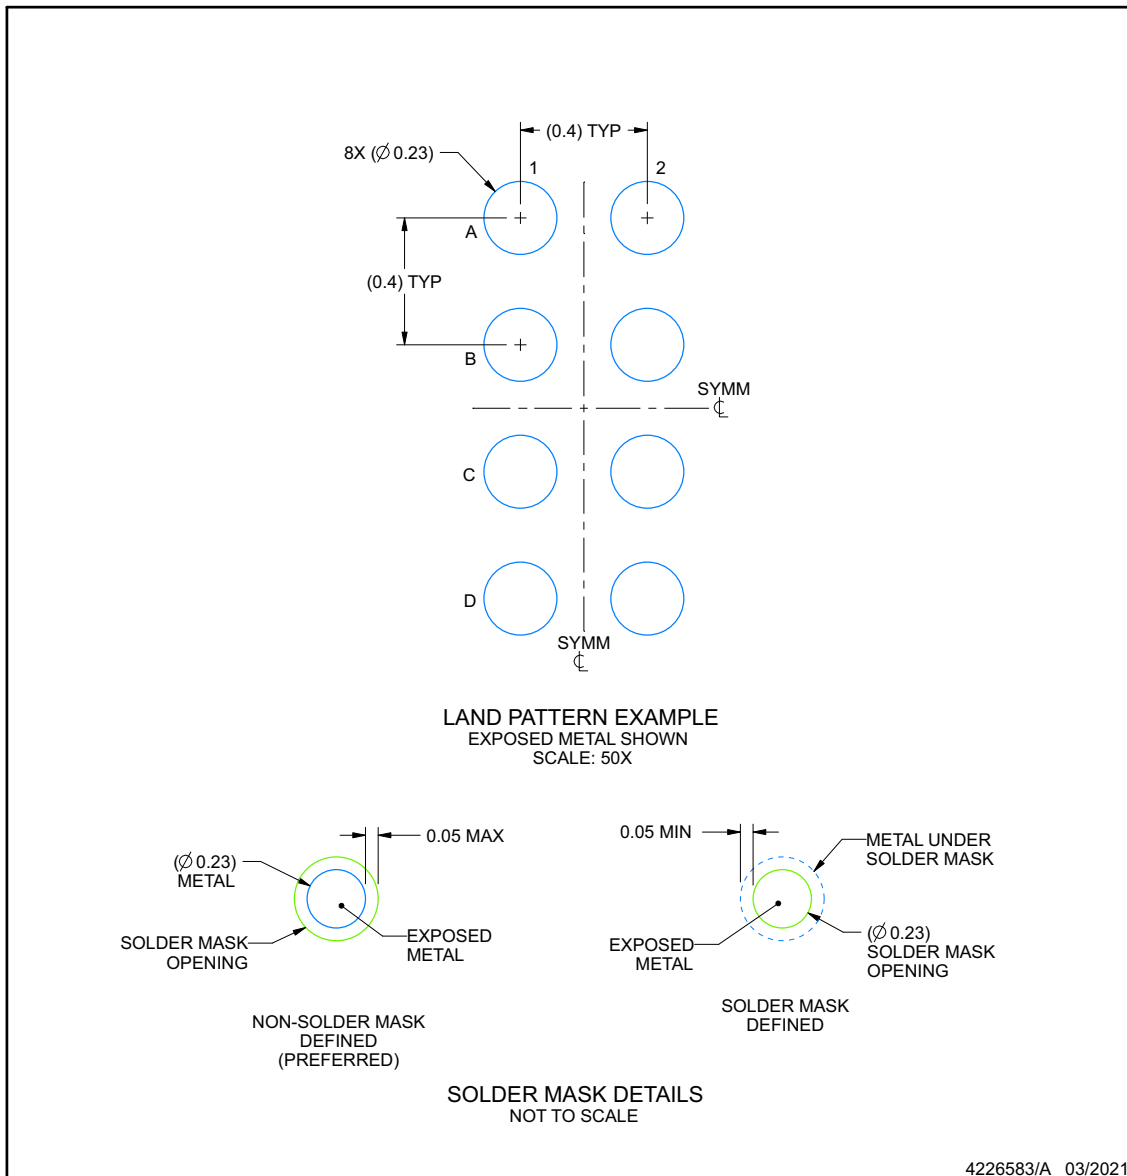 (0.4) TYP
8X (∅ 0.23)
1
2
A
(0.4) TYP
B
SYMM
℄
C
D
SYMM
℄
LAND PATTERN EXAMPLE
EXPOSED METAL SHOWN
SCALE: 50X
0.05 MAX
(∅ 0.23)
METAL
SOLDER MASK
OPENING
EXPOSED
METAL
NON-SOLDER MASK
DEFINED
(PREFERRED)
0.05 MIN
METAL UNDER
SOLDER MASK
EXPOSED
METAL
(∅ 0.23)
SOLDER MASK
OPENING
SOLDER MASK
DEFINED
SOLDER MASK DETAILS
NOT TO SCALE
4226583/A 03/2021